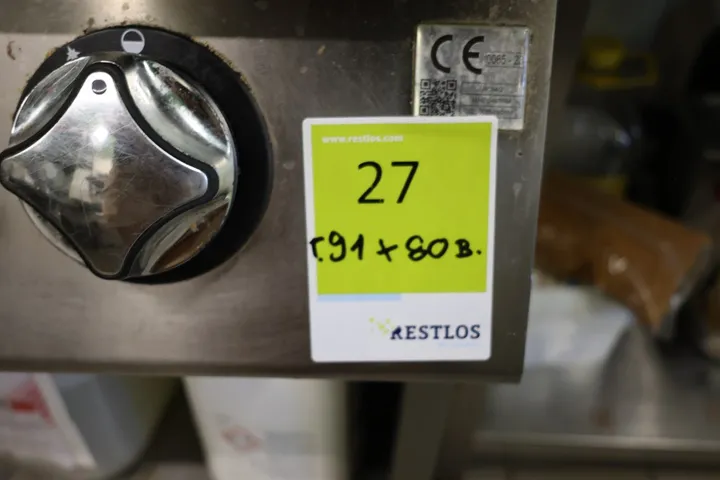 CE
www.restlos.com
27
г.91 x 80 в.
RESTLOS